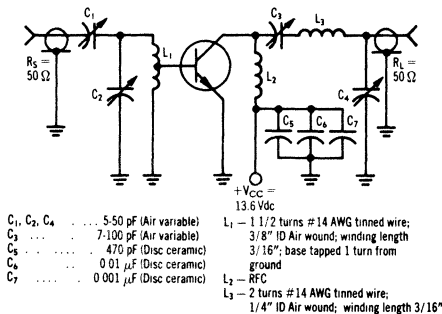 C1 C3 L3
L1
RS =
50 Ω
C2
L2
RL =
50 Ω
C4
C5 C6 C7
+VCC =
13.6 Vdc
C1, C2, C4 . . . . 5-50 pF (Air variable)
C3 . . . . 7-100 pF (Air variable)
C5 . . . . . . . 470 pF (Disc ceramic)
C6 . . 0 01 μF (Disc ceramic)
C7 . . . . 0 001 μF (Disc ceramic)
L1 – 1 1/2 turns #14 AWG tinned wire;
3/8" ID Air wound; winding length
3/16"; base tapped 1 turn from
ground
L2 – RFC
L3 – 2 turns #14 AWG tinned wire;
1/4" ID Air wound; winding length 3/16"